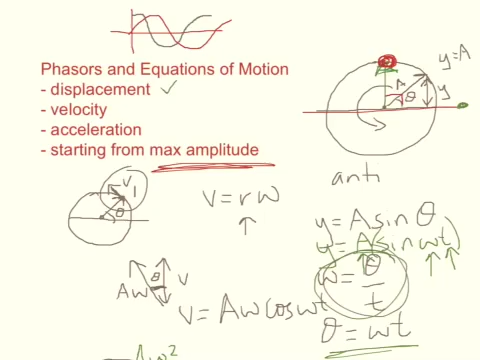 Phasors and Equations of Motion
- displacement ✓
- velocity
- acceleration
- starting from max amplitude
y=A
A
θ
y
anti
V
θ
V = rω
y = A sin θ
y = A(sin ωt)
ω = θ/t
θ = ωt
θ
V
Aω
V = Aω cos ωt
Aω²